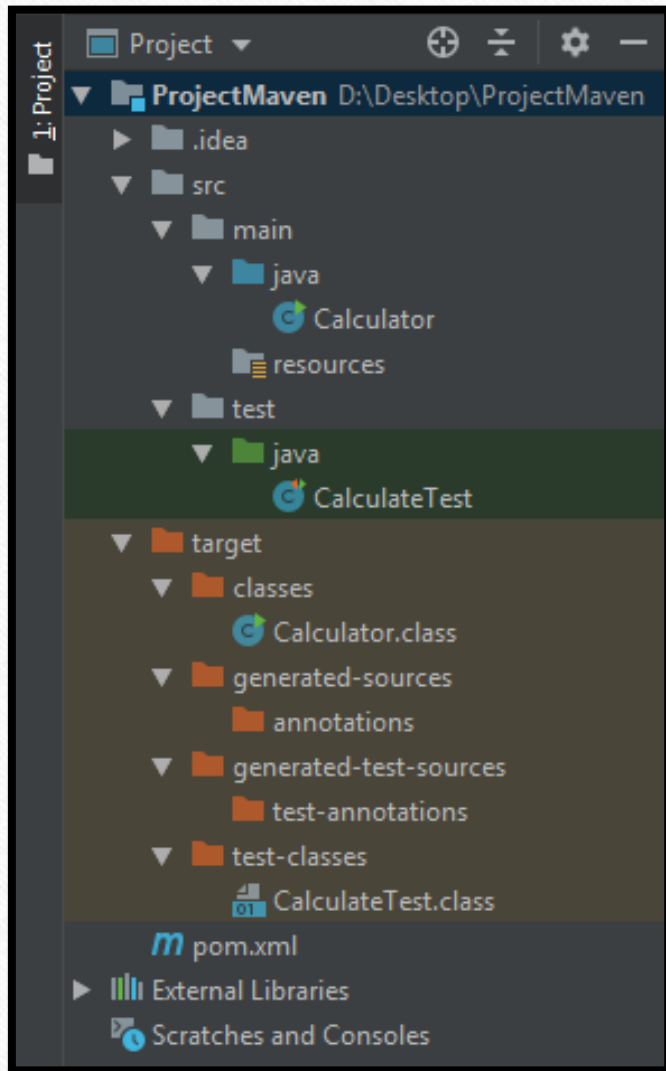 1: Project
Project
ProjectMaven D:\Desktop\ProjectMaven
.idea
src
main
java
Calculator
resources
test
java
CalculateTest
target
classes
Calculator.class
generated-sources
annotations
generated-test-sources
test-annotations
test-classes
01 CalculateTest.class
m pom.xml
External Libraries
Scratches and Consoles